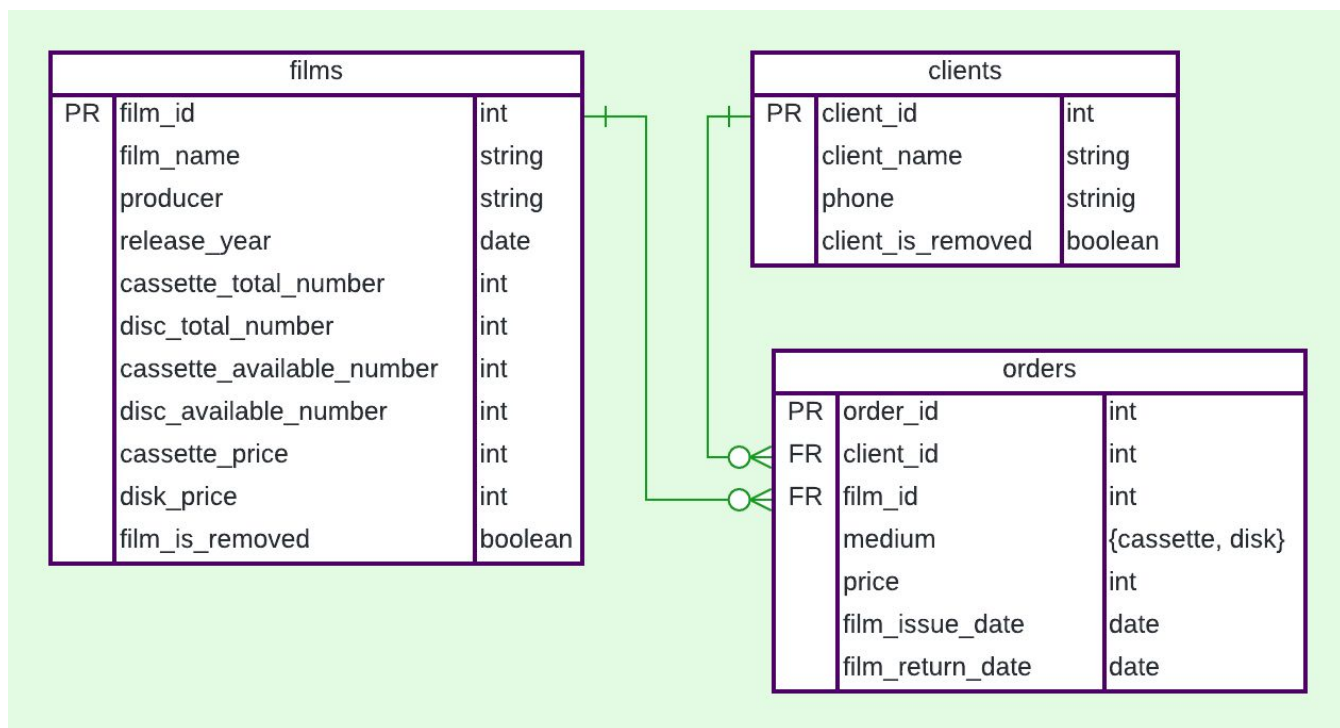 films
PR film_id int
film_name string
producer string
release_year date
cassette_total_number int
disc_total_number int
cassette_available_number int
disc_available_number int
cassette_price int
disk_price int
film_is_removed boolean
clients
PR client_id int
client_name string
phone strinig
client_is_removed boolean
orders
PR order_id int
FR client_id int
FR film_id int
medium {cassette, disk}
price int
film_issue_date date
film_return_date date